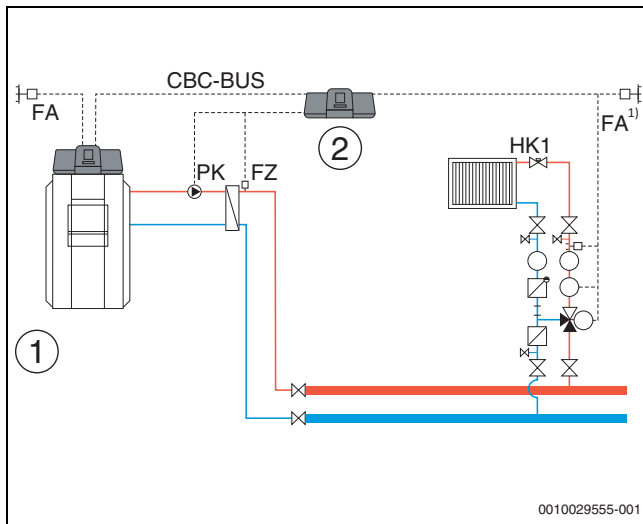 CBC-BUS
FA
FA1)
2
HK1
PK
FZ
1
0010029555-001